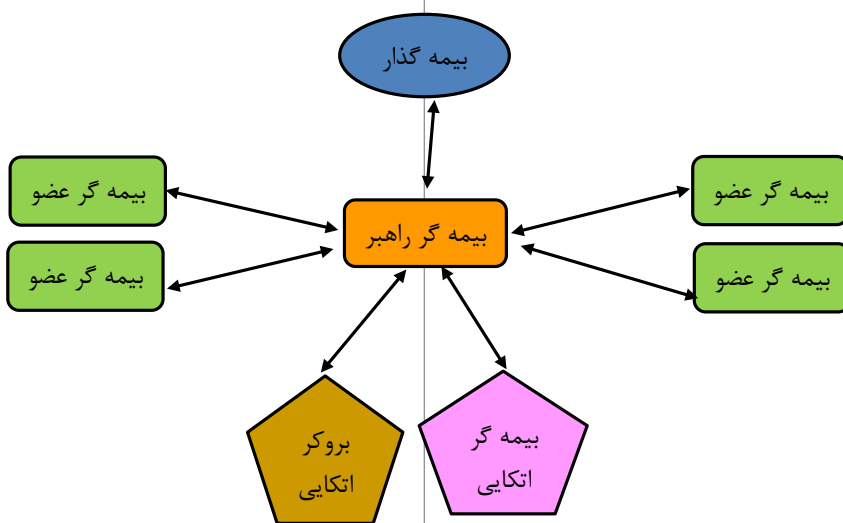 بیمه گذار
بیمه گر عضو
بیمه گر عضو
بیمه گر راهبر
بیمه گر عضو
بیمه گر عضو
بیمه گر
اتکایی
بروکر
اتکایی